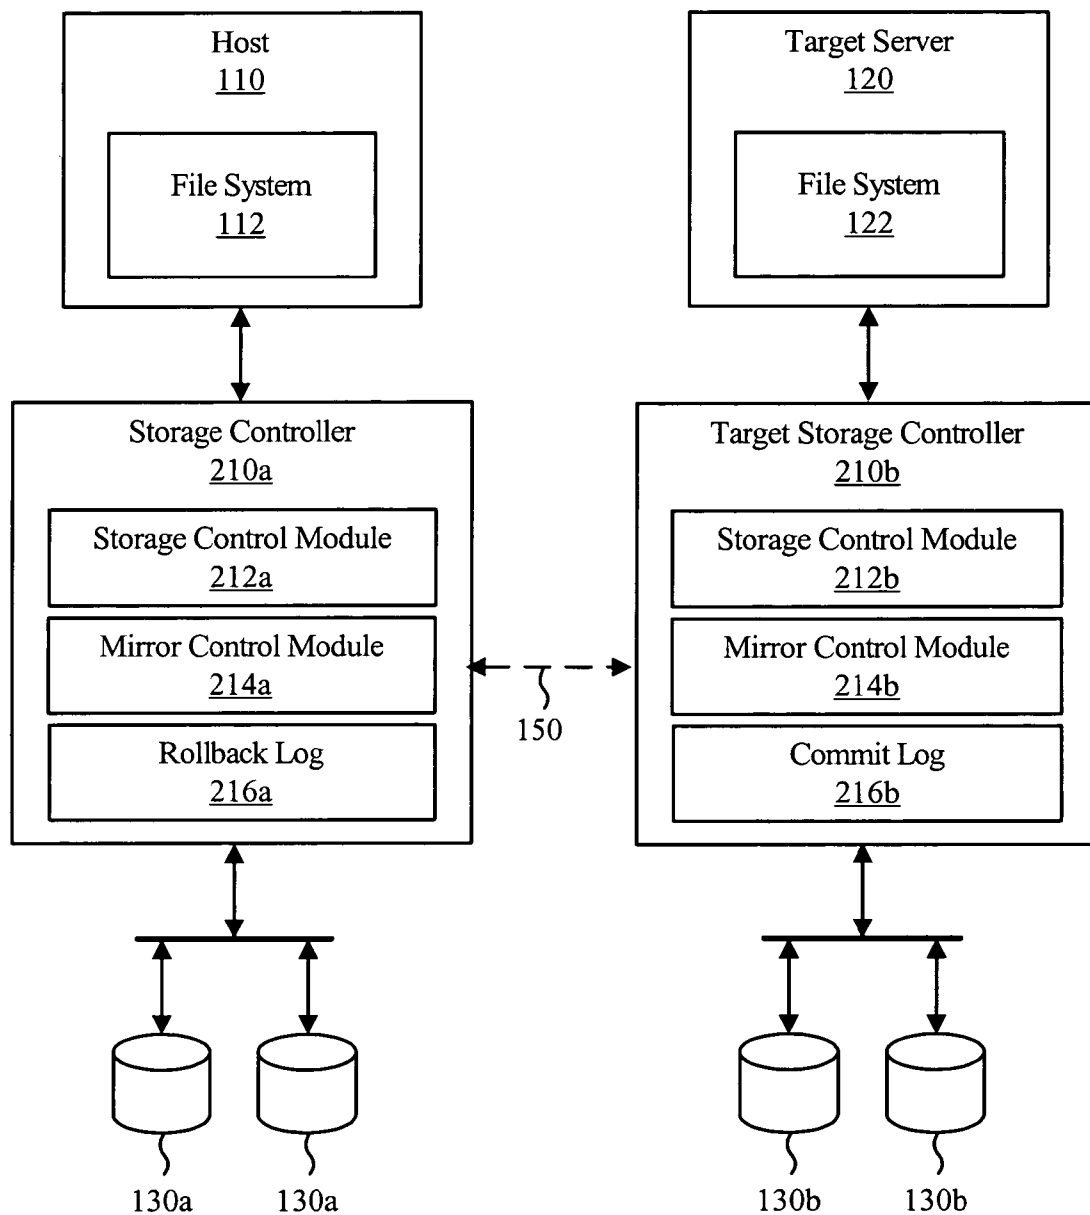 Host
110
File System
112
Target Server
120
File System
122
Storage Controller
210a
Storage Control Module
212a
Mirror Control Module
214a
Rollback Log
216a
150
Target Storage Controller
210b
Storage Control Module
212b
Mirror Control Module
214b
Commit Log
216b
130a
130a
130b
130b